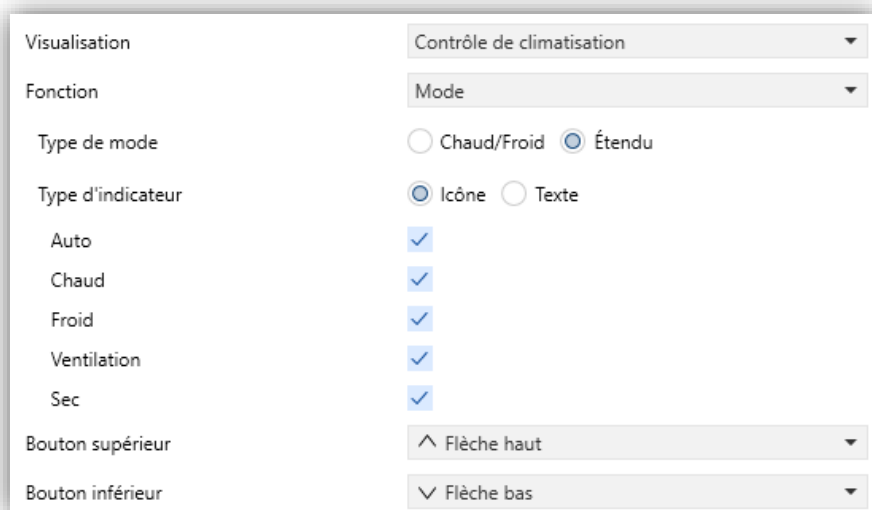 Visualisation Contrôle de climatisation
Fonction Mode
Type de mode Chaud/Froid Étendu
Type d'indicateur Icône Texte
Auto
Chaud
Froid
Ventilation
Sec
Bouton supérieur Flèche haut
Bouton inférieur Flèche bas